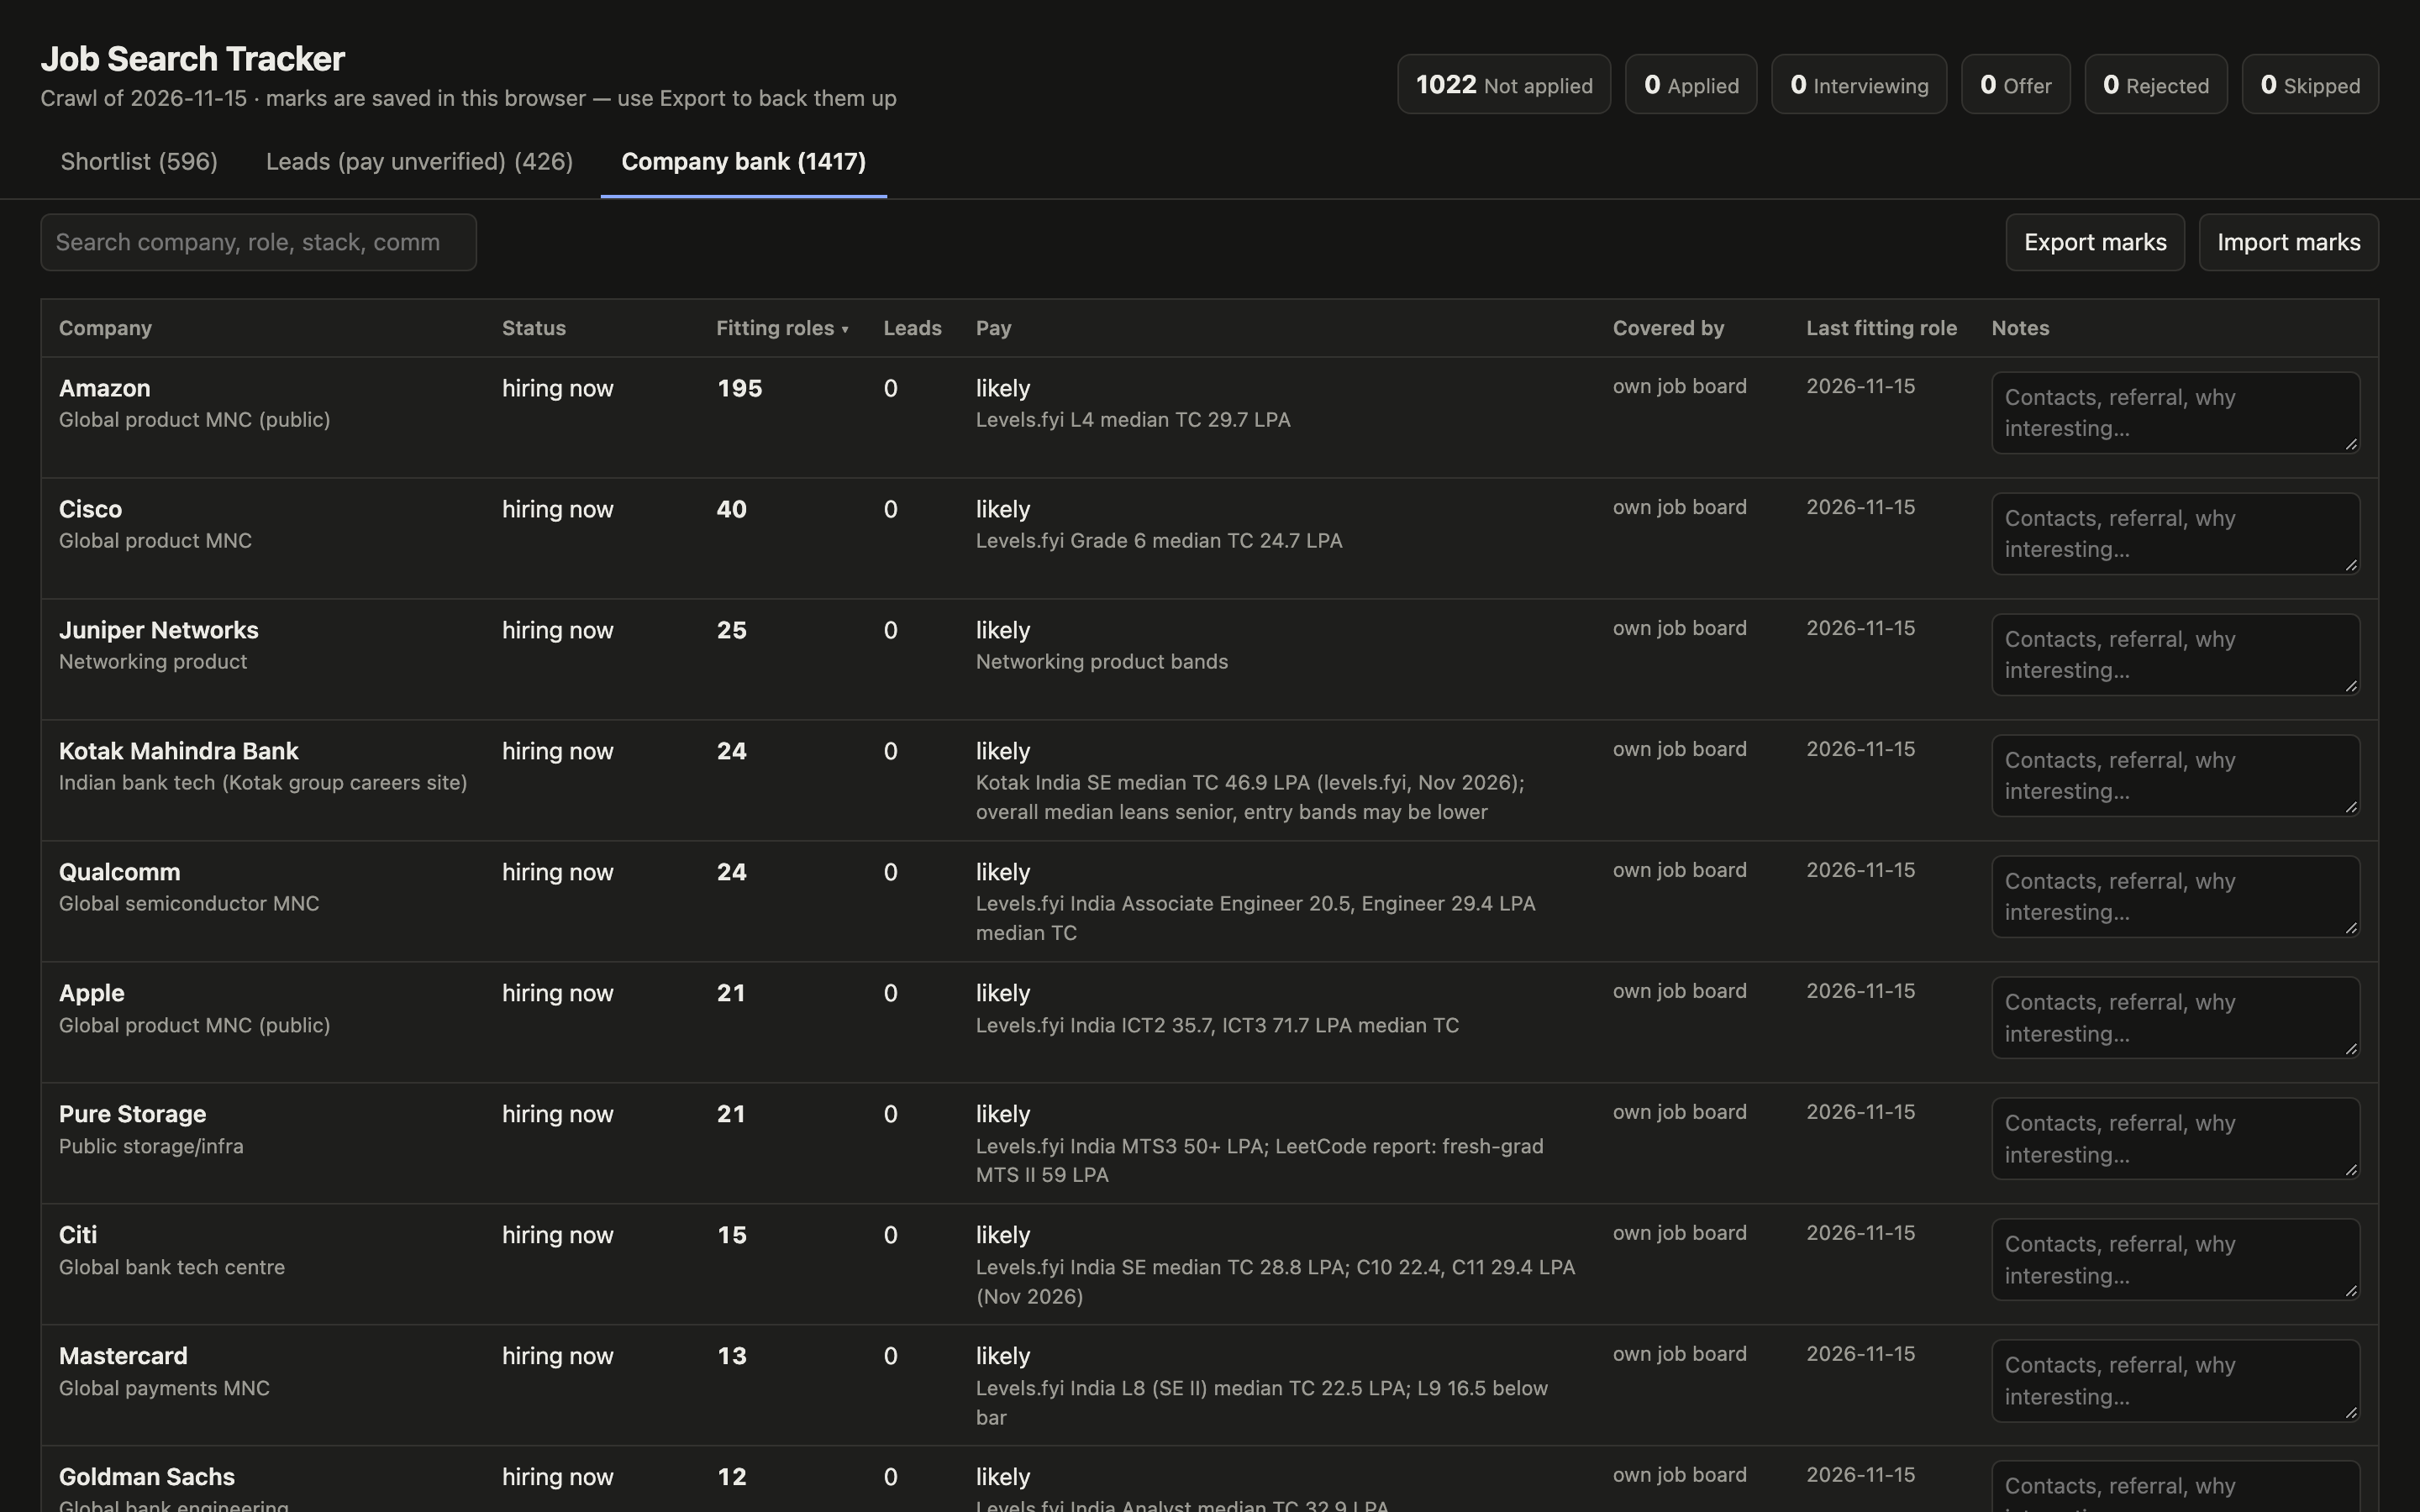 Job Search Tracker
Crawl of 2026-11-15 · marks are saved in this browser — use Export to back them up
1022 Not applied
0 Applied
0 Interviewing
0 Offer
0 Rejected
0 Skipped
Shortlist (596)
Leads (pay unverified) (426)
Company bank (1417)
Search company, role, stack, comm
Export marks
Import marks
Company Status Fitting roles ▾ Leads Pay Covered by Last fitting role Notes
Amazon hiring now 195 0 likely own job board 2026-11-15 Contacts, referral, why
Global product MNC (public) Levels.fyi L4 median TC 29.7 LPA interesting...
Cisco hiring now 40 0 likely own job board 2026-11-15 Contacts, referral, why
Global product MNC Levels.fyi Grade 6 median TC 24.7 LPA interesting...
Juniper Networks hiring now 25 0 likely own job board 2026-11-15 Contacts, referral, why
Networking product Networking product bands interesting...
Kotak Mahindra Bank hiring now 24 0 likely own job board 2026-11-15 Contacts, referral, why
Indian bank tech (Kotak group careers site) Kotak India SE median TC 46.9 LPA (levels.fyi, Nov 2026); interesting...
overall median leans senior, entry bands may be lower
Qualcomm hiring now 24 0 likely own job board 2026-11-15 Contacts, referral, why
Global semiconductor MNC Levels.fyi India Associate Engineer 20.5, Engineer 29.4 LPA interesting...
median TC
Apple hiring now 21 0 likely own job board 2026-11-15 Contacts, referral, why
Global product MNC (public) Levels.fyi India ICT2 35.7, ICT3 71.7 LPA median TC interesting...
Pure Storage hiring now 21 0 likely own job board 2026-11-15 Contacts, referral, why
Public storage/infra Levels.fyi India MTS3 50+ LPA; LeetCode report: fresh-grad interesting...
MTS II 59 LPA
Citi hiring now 15 0 likely own job board 2026-11-15 Contacts, referral, why
Global bank tech centre Levels.fyi India SE median TC 28.8 LPA; C10 22.4, C11 29.4 LPA interesting...
(Nov 2026)
Mastercard hiring now 13 0 likely own job board 2026-11-15 Contacts, referral, why
Global payments MNC Levels.fyi India L8 (SE II) median TC 22.5 LPA; L9 16.5 below interesting...
bar
Goldman Sachs hiring now 12 0 likely own job board 2026-11-15 Contacts, referral, why
Global bank engineering Levels.fyi India Analyst median TC 32.9 LPA